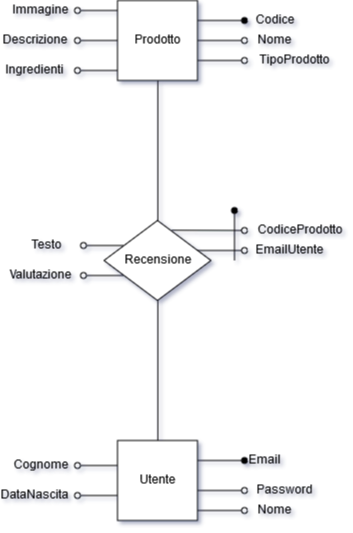 Immagine
Codice
Descrizione
Prodotto
Nome
Ingredienti
TipoProdotto
CodiceProdotto
Testo
EmailUtente
Recensione
Valutazione
Cognome
Email
Utente
DataNascita
Password
Nome